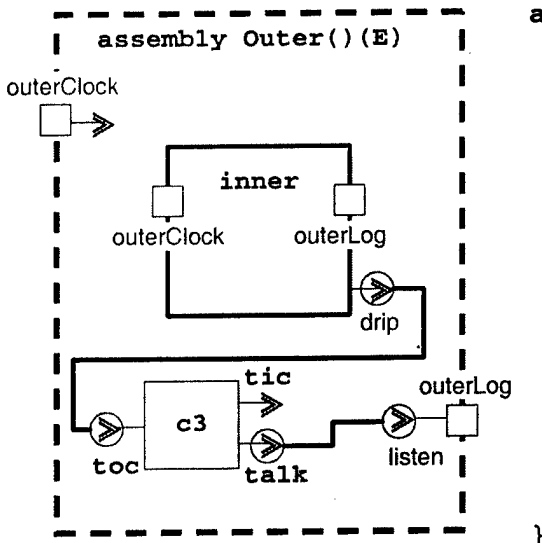 a
assembly Outer()(E)
outerClock
inner
outerClock
outerLog
drip
tic
outerLog
c3
toc
talk
listen
}